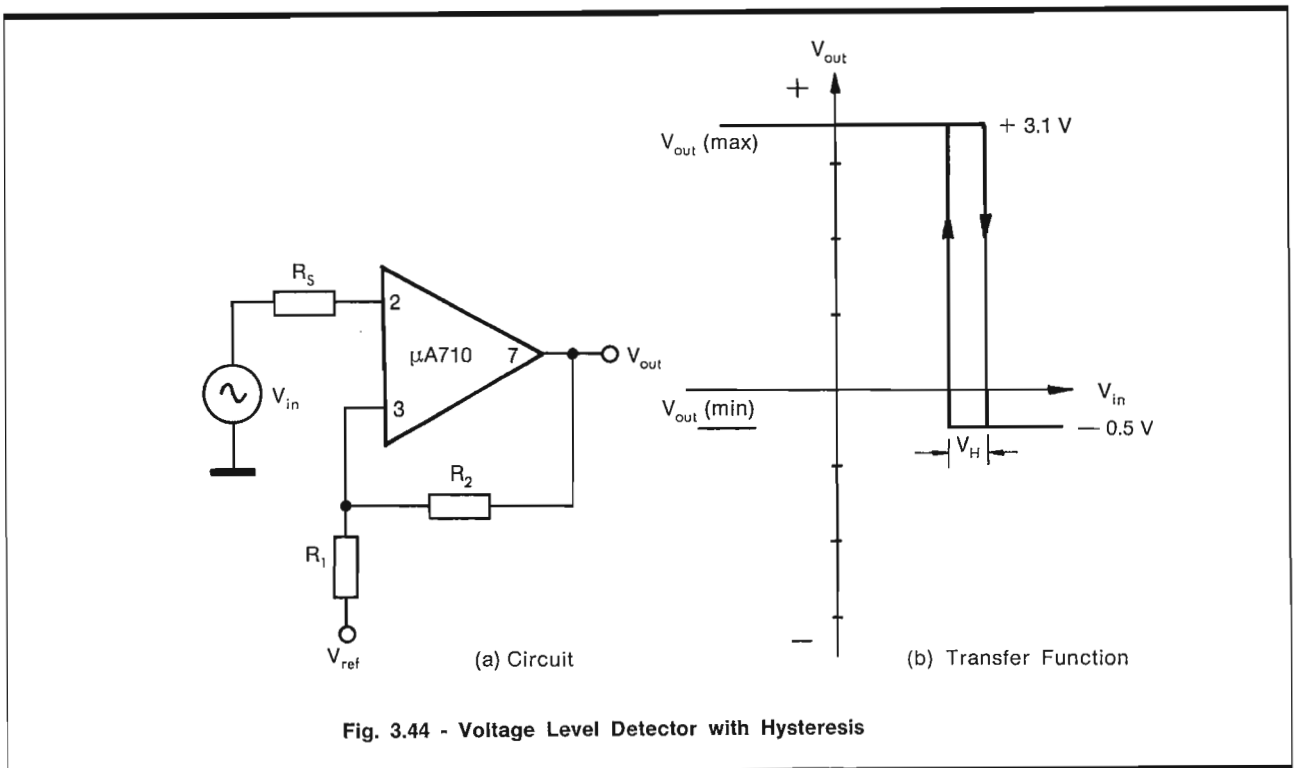 R_S
2
μA710
7
V_out
V_in
3
R_2
R_1
V_ref
(a) Circuit
V_out
+
V_out (max)
+ 3.1 V
V_in
V_out (min)
− 0.5 V
V_H
−
(b) Transfer Function
Fig. 3.44 - Voltage Level Detector with Hysteresis